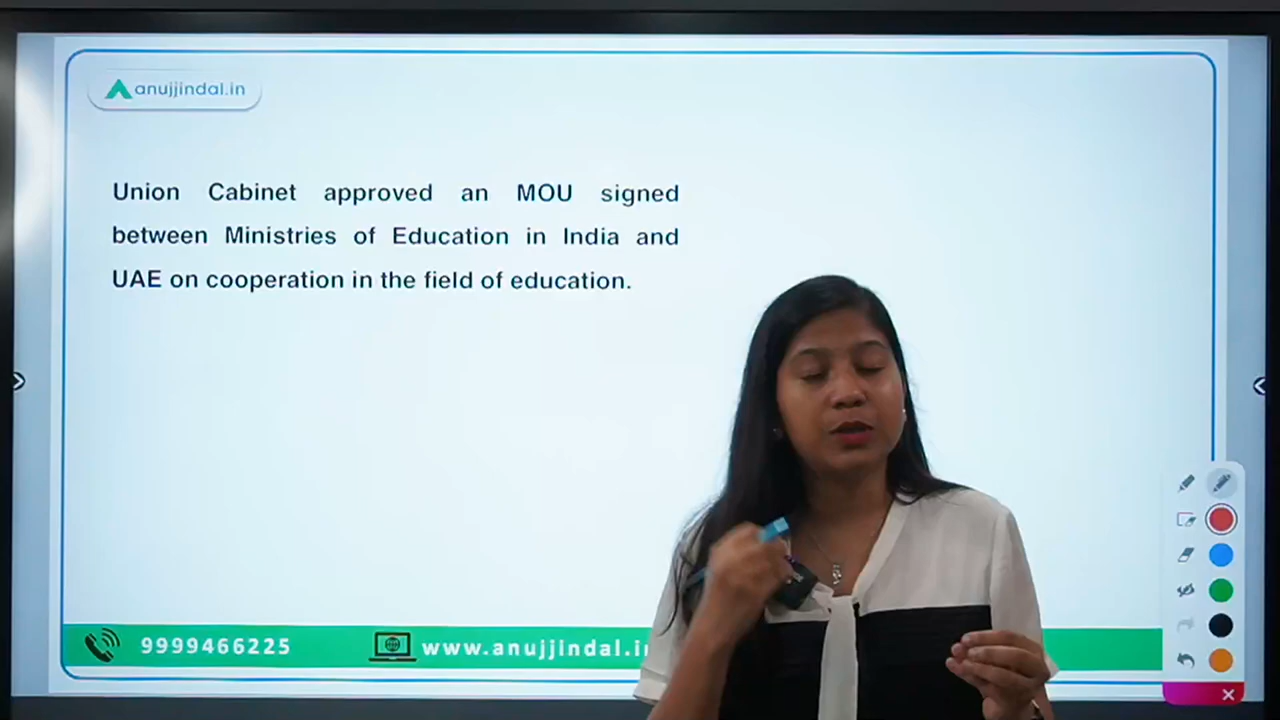 anujjindal.in
Union Cabinet approved an MOU signed
between Ministries of Education in India and
UAE on cooperation in the field of education.
9999466225
www.anujjindal.i